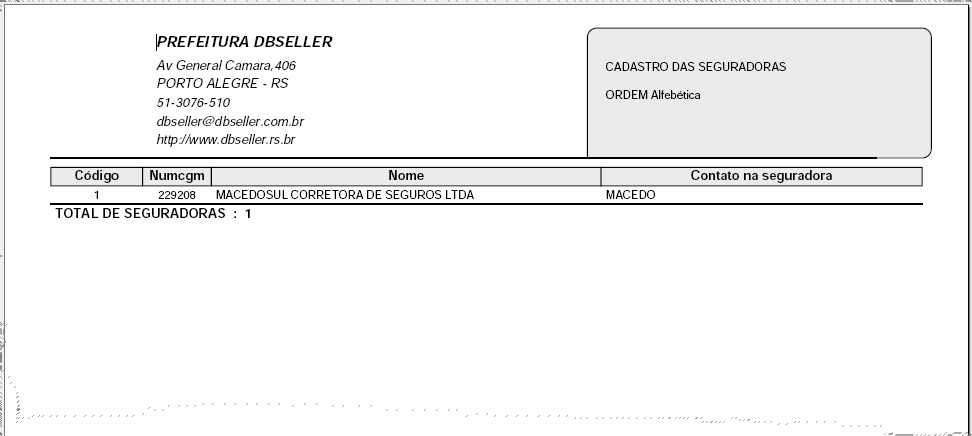 PREFEITURA DBSELLER
Av General Camara,406
PORTO ALEGRE - RS
51-3076-510
dbseller@dbseller.com.br
http://www.dbseller.rs.br
CADASTRO DAS SEGURADORAS
ORDEM Alfebética
Código Numcgm Nome Contato na seguradora
1 229208 MACEDOSUL CORRETORA DE SEGUROS LTDA MACEDO
TOTAL DE SEGURADORAS : 1